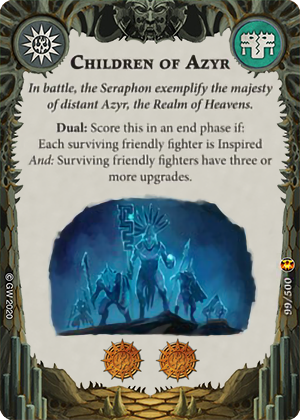 CHILDREN OF AZYR
In battle, the Seraphon exemplify the majesty
of distant Azyr, the Realm of Heavens.
Dual: Score this in an end phase if:
Each surviving friendly fighter is Inspired
And: Surviving friendly fighters have three or
more upgrades.
© GW 2020
99/500